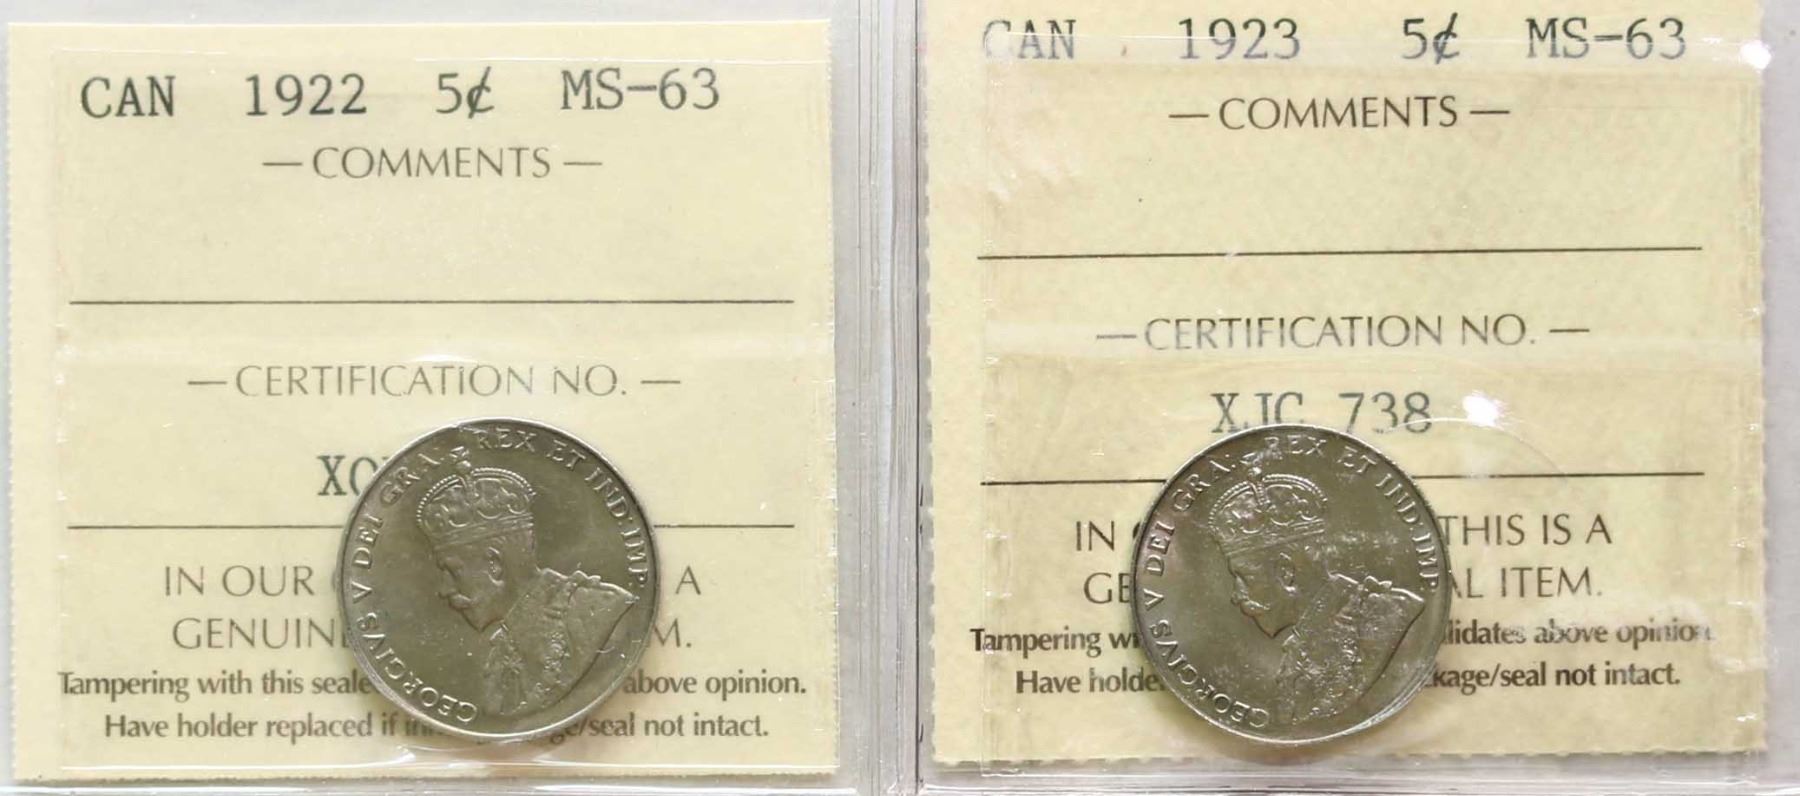 CAN 1922 5¢ MS-63
— COMMENTS —
— CERTIFICATION NO. —
IN OUR A
GENUIN M.
Tampering with this seale above opinion.
Have holder replaced if e/seal not intact.
GEORGIVS V DEI GRA: REX ET IND:IMP:
CAN 1923 5¢ MS-63
— COMMENTS —
— CERTIFICATION NO. —
XJC 738
IN THIS IS A
GE AL ITEM.
Tampering wi lidates above opinion.
Have holde kage/seal not intact.
GEORGIVS V DEI GRA: REX ET IND:IMP: